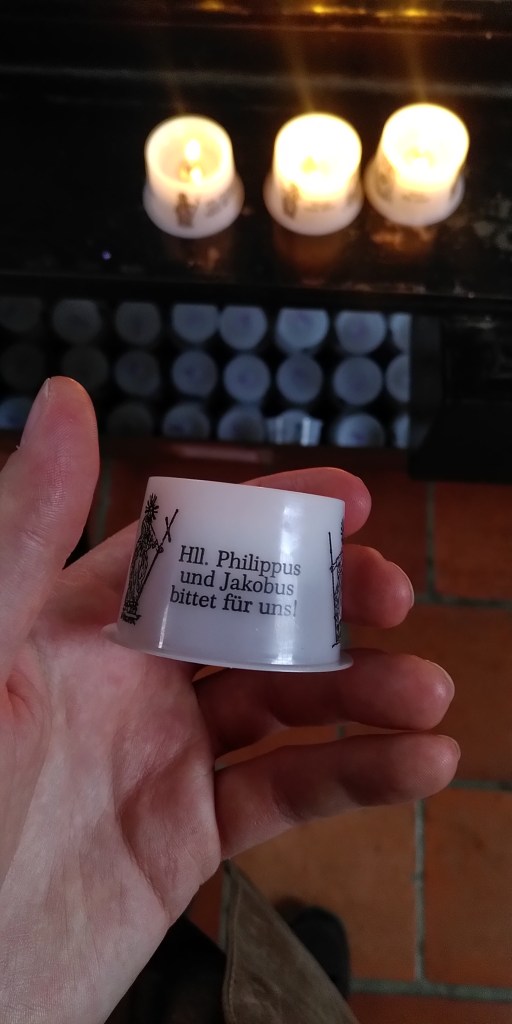 Hll. Philippus
und Jakobus
bittet für uns!